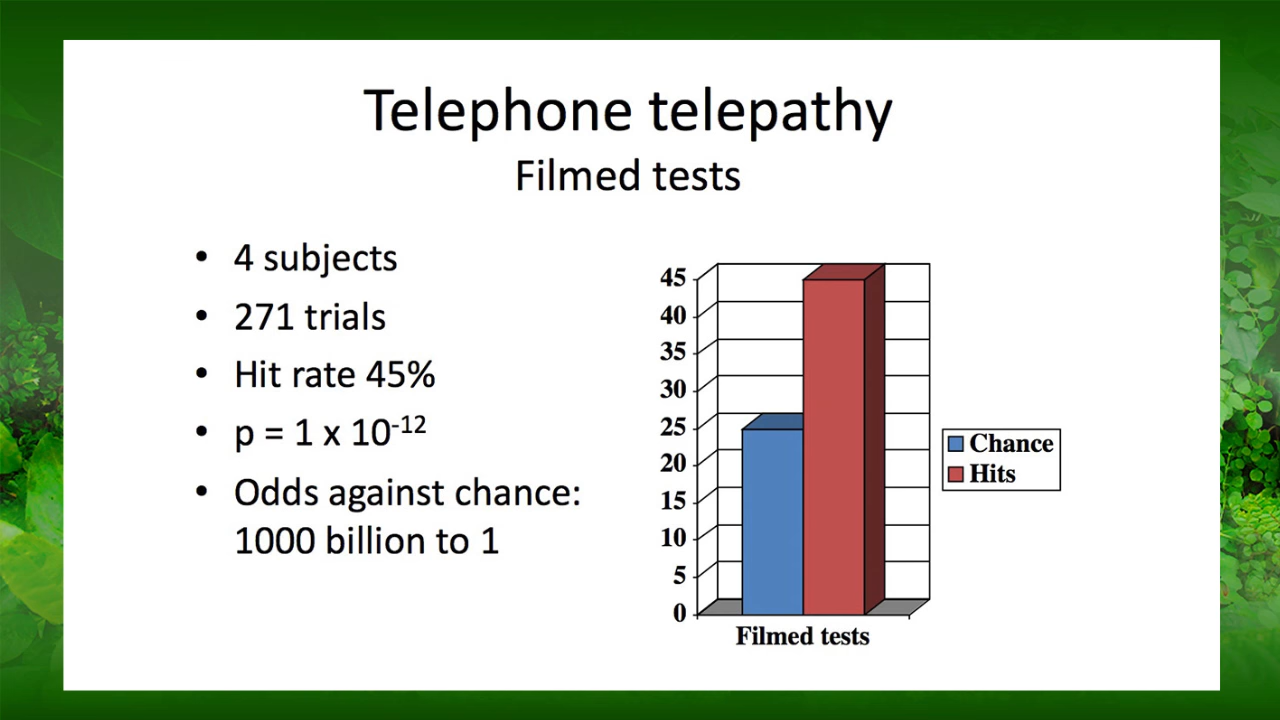 Telephone telepathy
Filmed tests
• 4 subjects
• 271 trials
• Hit rate 45%
• p = 1 x 10⁻¹²
• Odds against chance:
1000 billion to 1
45
40
35
30
25
20
15
10
5
0
Filmed tests
Chance
Hits